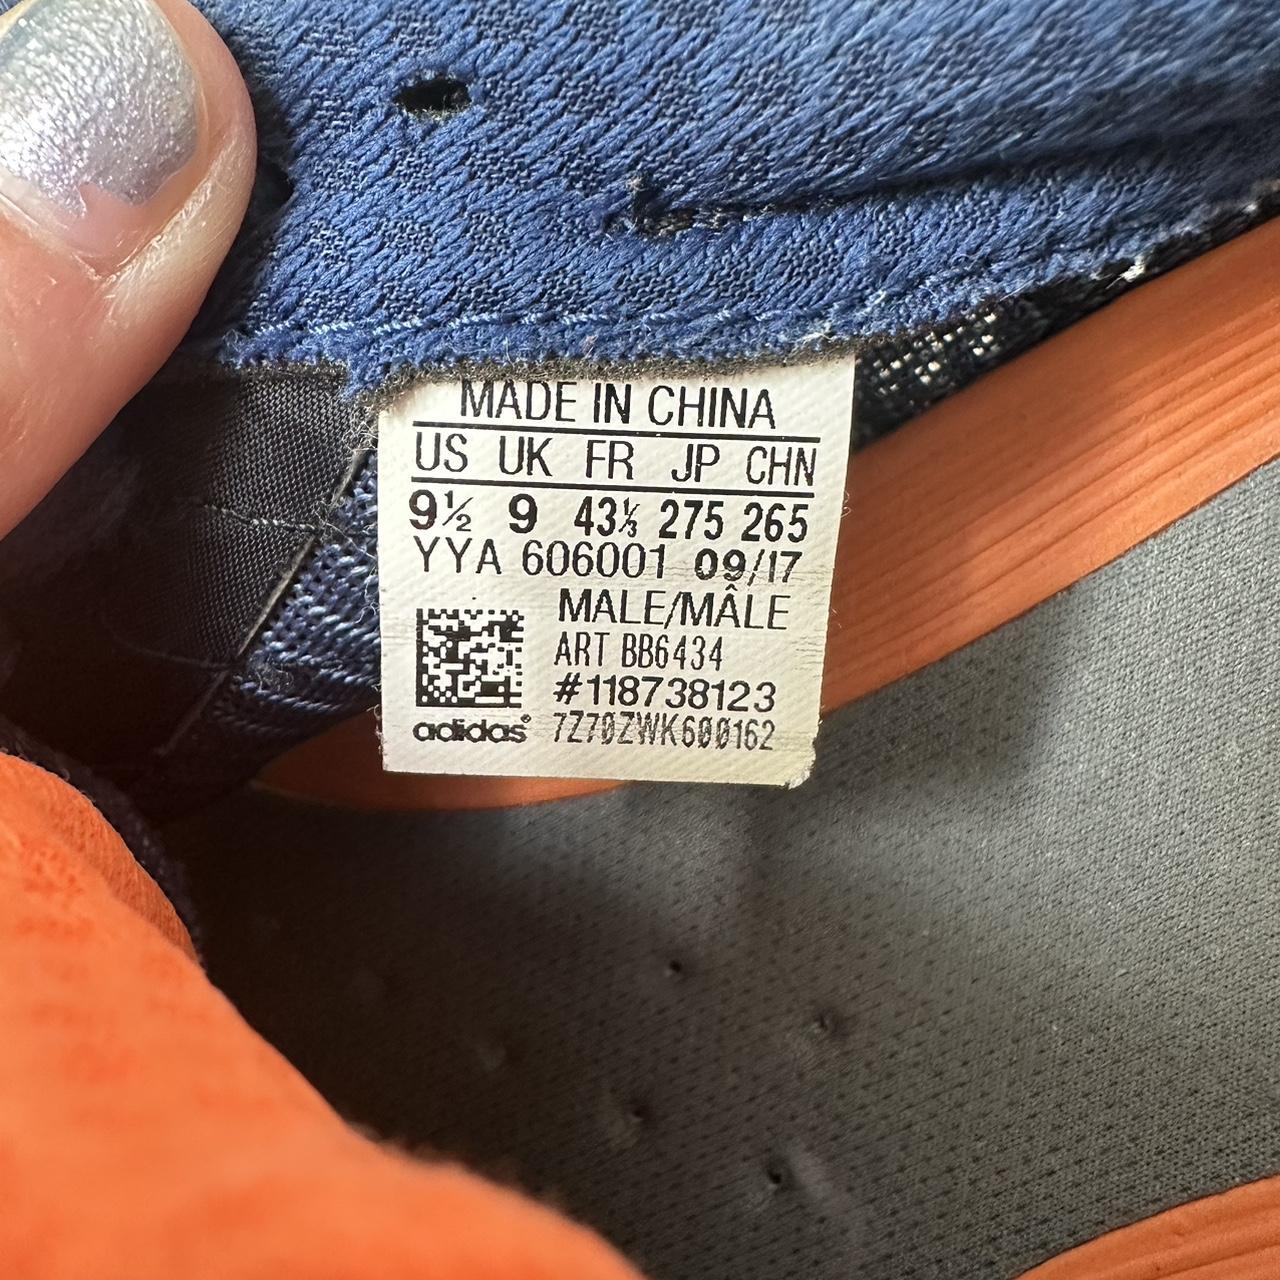 MADE IN CHINA
US UK FR JP CHN
9½ 9 43⅓ 275 265
YYA 606001 09/17
MALE/MÂLE
ART BB6434
#118738123
adidas® 7Z70ZWK600162